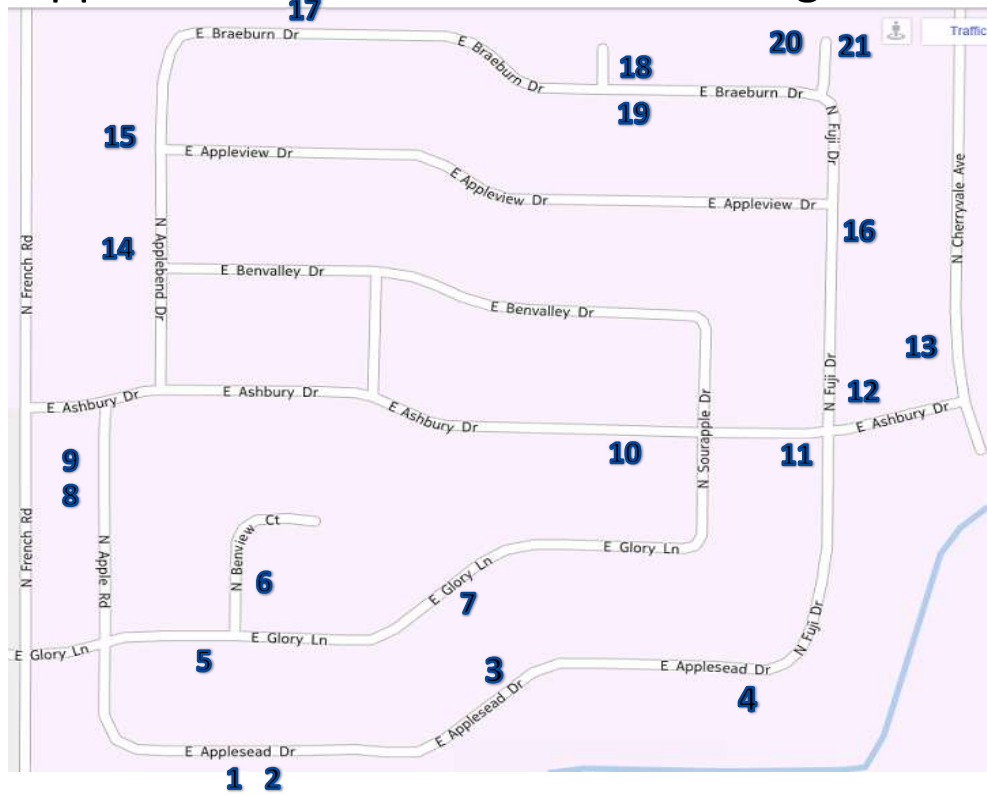 17
E Braeburn Dr
E Braeburn Dr
20
21
Traffic
18
E Braeburn Dr
19
N Fuji Dr
15
E Appleview Dr
E Appleview Dr
E Appleview Dr
N Cherryvale Ave
16
14
N Applebend Dr
N French Rd
E Benvalley Dr
E Benvalley Dr
13
N Fuji Dr
12
E Ashbury Dr
E Ashbury Dr
E Ashbury Dr
E Ashbury Dr
N Sourapple Dr
10
11
9
8
N French Rd
N Apple Rd
N Benview Ct
6
E Glory Ln
E Glory Ln
7
E Glory Ln
E Glory Ln
5
N Fuji Dr
3
E Applesead Dr
4
E Applesead Dr
E Applesead Dr
1 2